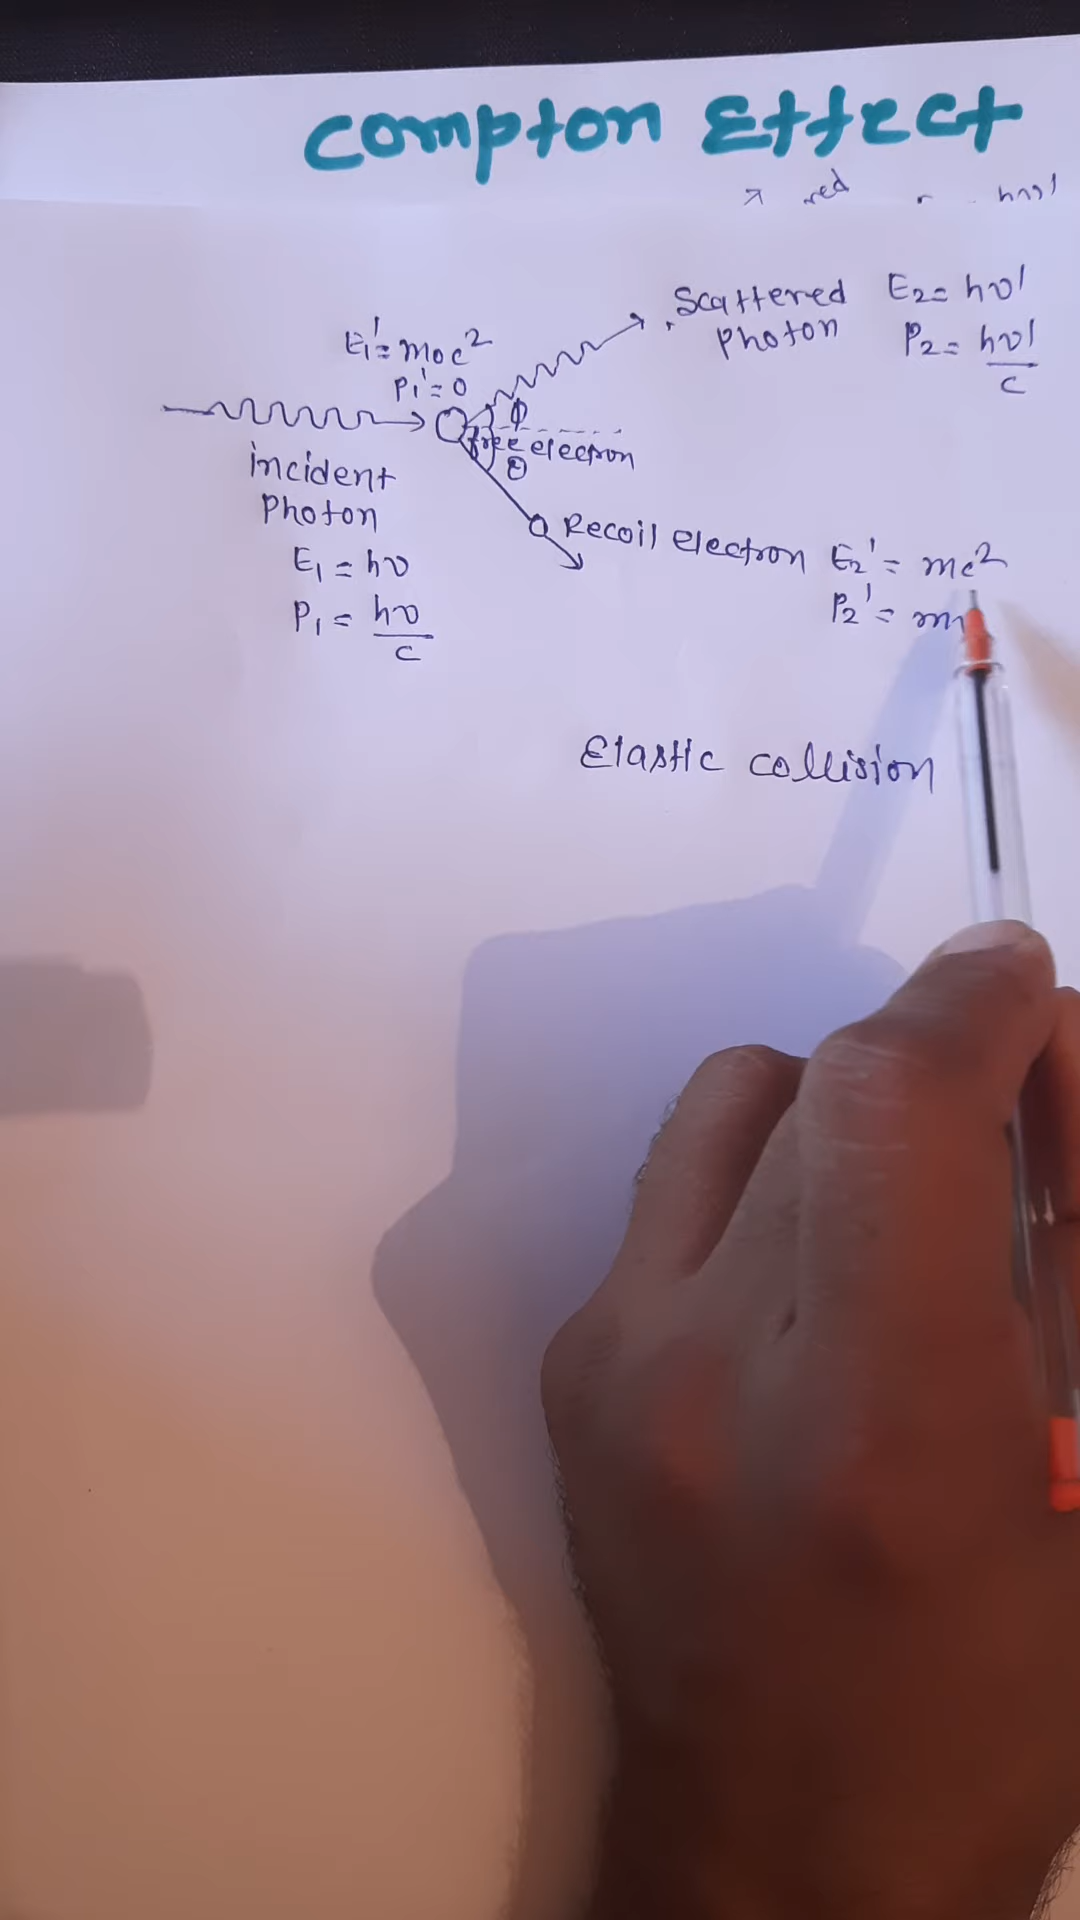 Compton Effect
Scattered E₂= hν'
Photon P₂= hν'/c
E₁'= m₀c²
P₁'= 0
ϕ
free electron
θ
incident
Photon
E₁ = hν
P₁ = hν/c
Recoil electron E₂' = mc²
P₂' = m
Elastic collision